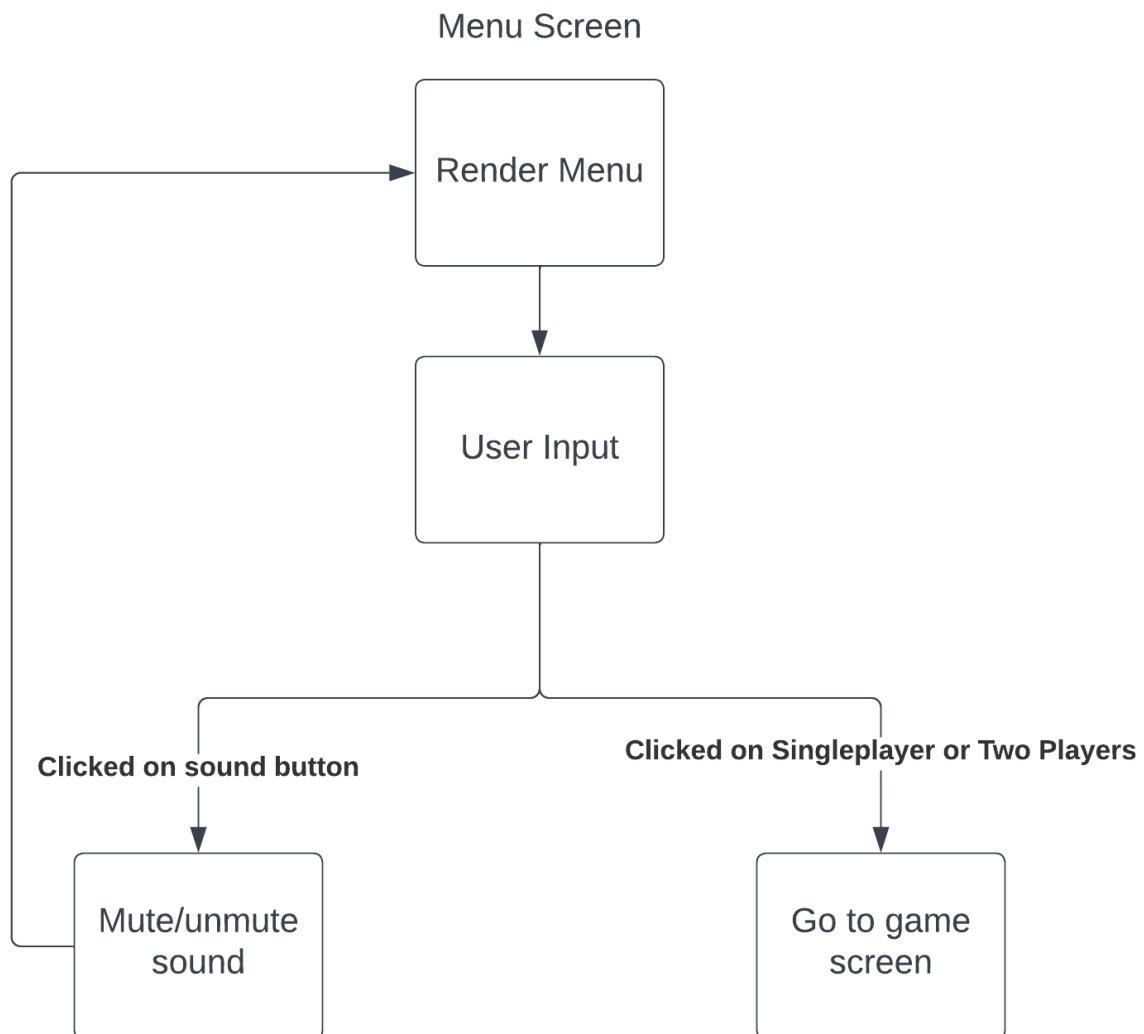 Menu Screen
Render Menu
User Input
Clicked on sound button
Clicked on Singleplayer or Two Players
Mute/unmute
sound
Go to game
screen